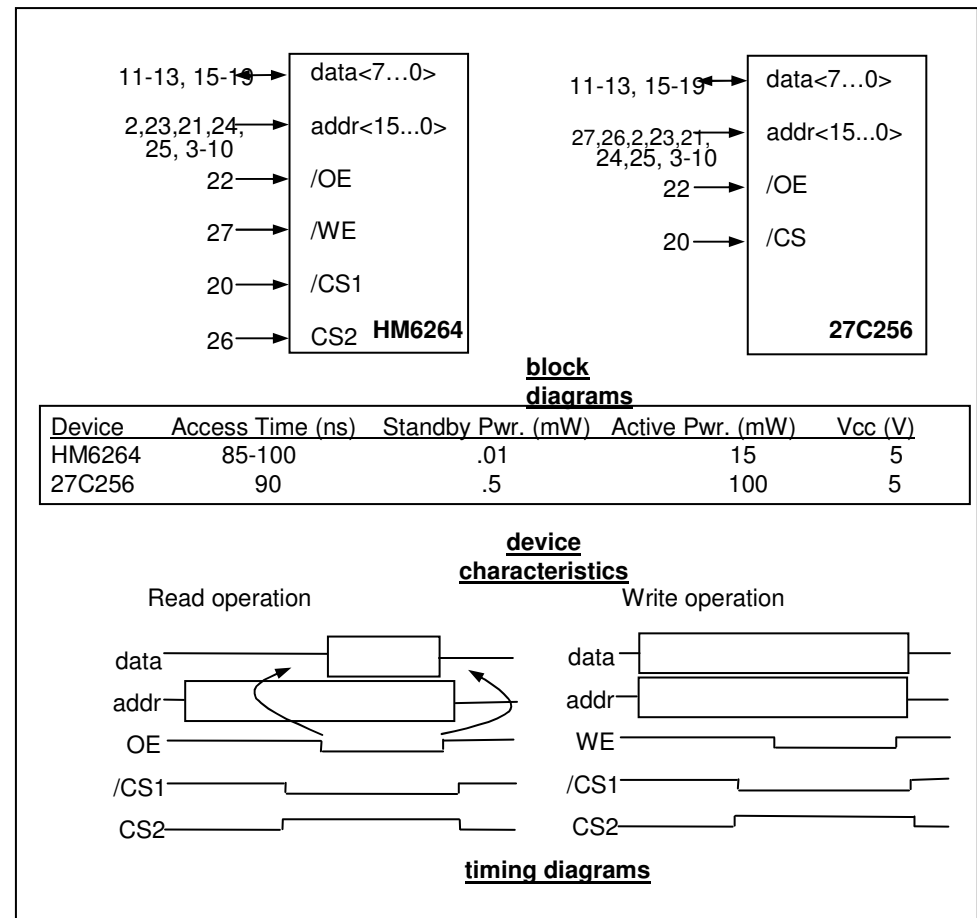 11-13, 15-19
data<7…0>
2,23,21,24,
25, 3-10
addr<15...0>
22
/OE
27
/WE
20
/CS1
26
CS2
HM6264
11-13, 15-19
data<7…0>
27,26,2,23,21,
24,25, 3-10
addr<15...0>
22
/OE
20
/CS
27C256
block
diagrams
Device Access Time (ns) Standby Pwr. (mW) Active Pwr. (mW) Vcc (V)
HM6264 85-100 .01 15 5
27C256 90 .5 100 5
device
characteristics
Read operation
data
addr
OE
/CS1
CS2
Write operation
data
addr
WE
/CS1
CS2
timing diagrams